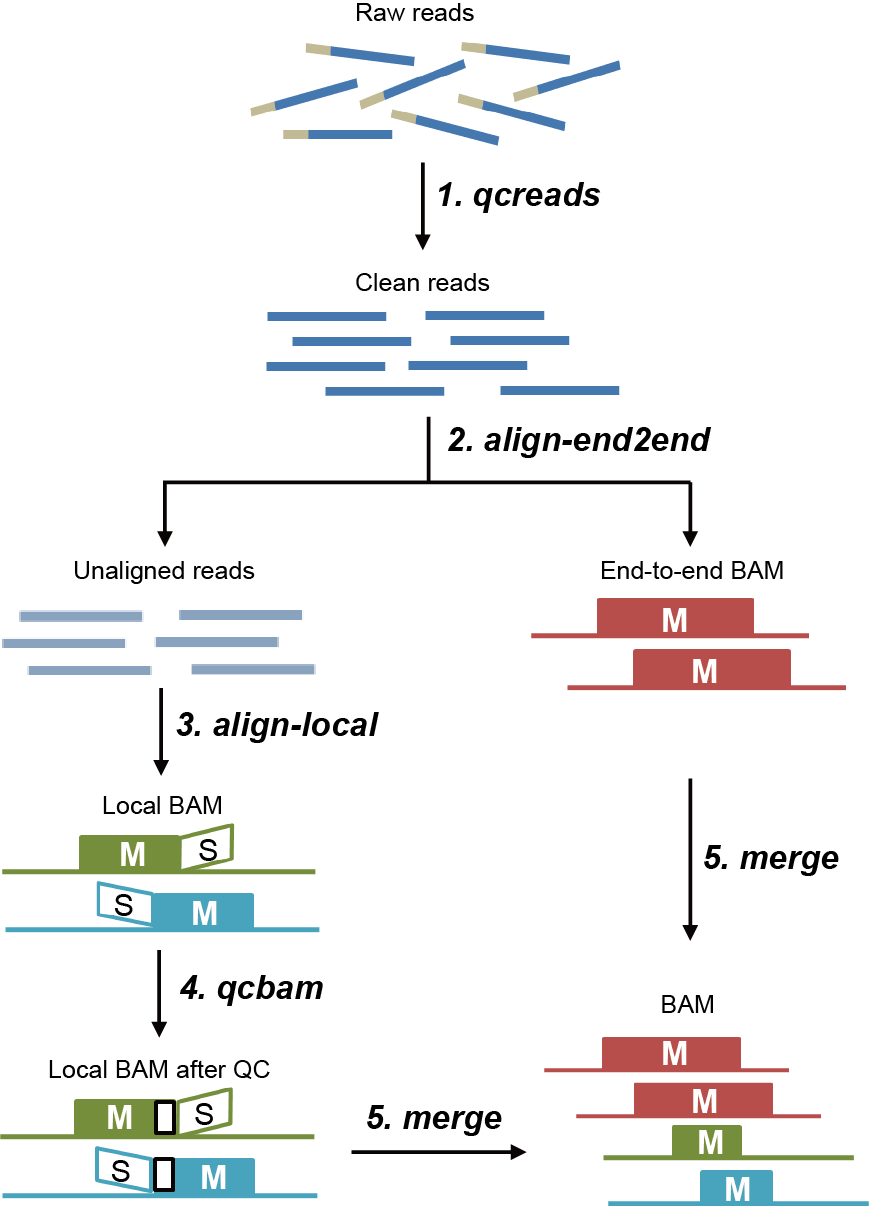 Raw reads
1. qcreads
Clean reads
2. align-end2end
Unaligned reads
End-to-end BAM
M
M
3. align-local
Local BAM
M S
S M
5. merge
4. qcbam
BAM
M
Local BAM after QC
M
M S
5. merge
M
S M
M